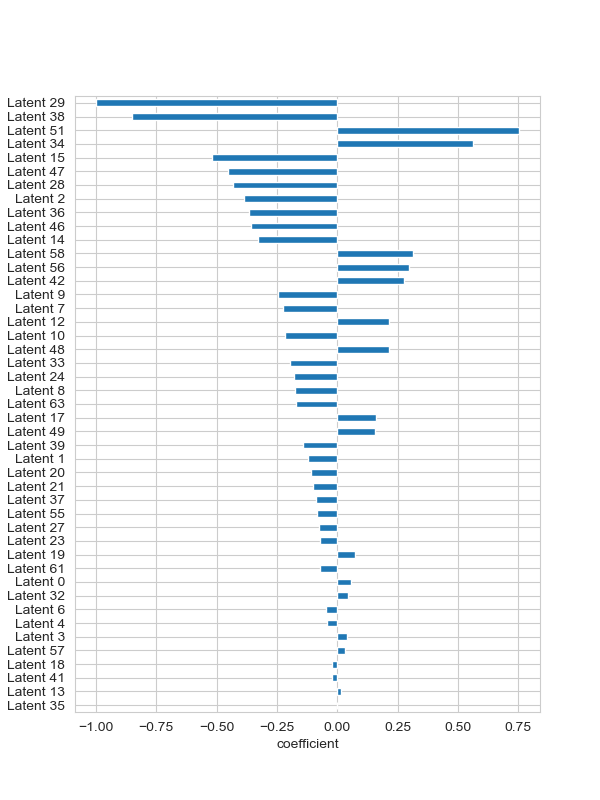 Latent 29
Latent 38
Latent 51
Latent 34
Latent 15
Latent 47
Latent 28
Latent 2
Latent 36
Latent 46
Latent 14
Latent 58
Latent 56
Latent 42
Latent 9
Latent 7
Latent 12
Latent 10
Latent 48
Latent 33
Latent 24
Latent 8
Latent 63
Latent 17
Latent 49
Latent 39
Latent 1
Latent 20
Latent 21
Latent 37
Latent 55
Latent 27
Latent 23
Latent 19
Latent 61
Latent 0
Latent 32
Latent 6
Latent 4
Latent 3
Latent 57
Latent 18
Latent 41
Latent 13
Latent 35
−1.00 −0.75 −0.50 −0.25 0.00 0.25 0.50 0.75
coefficient